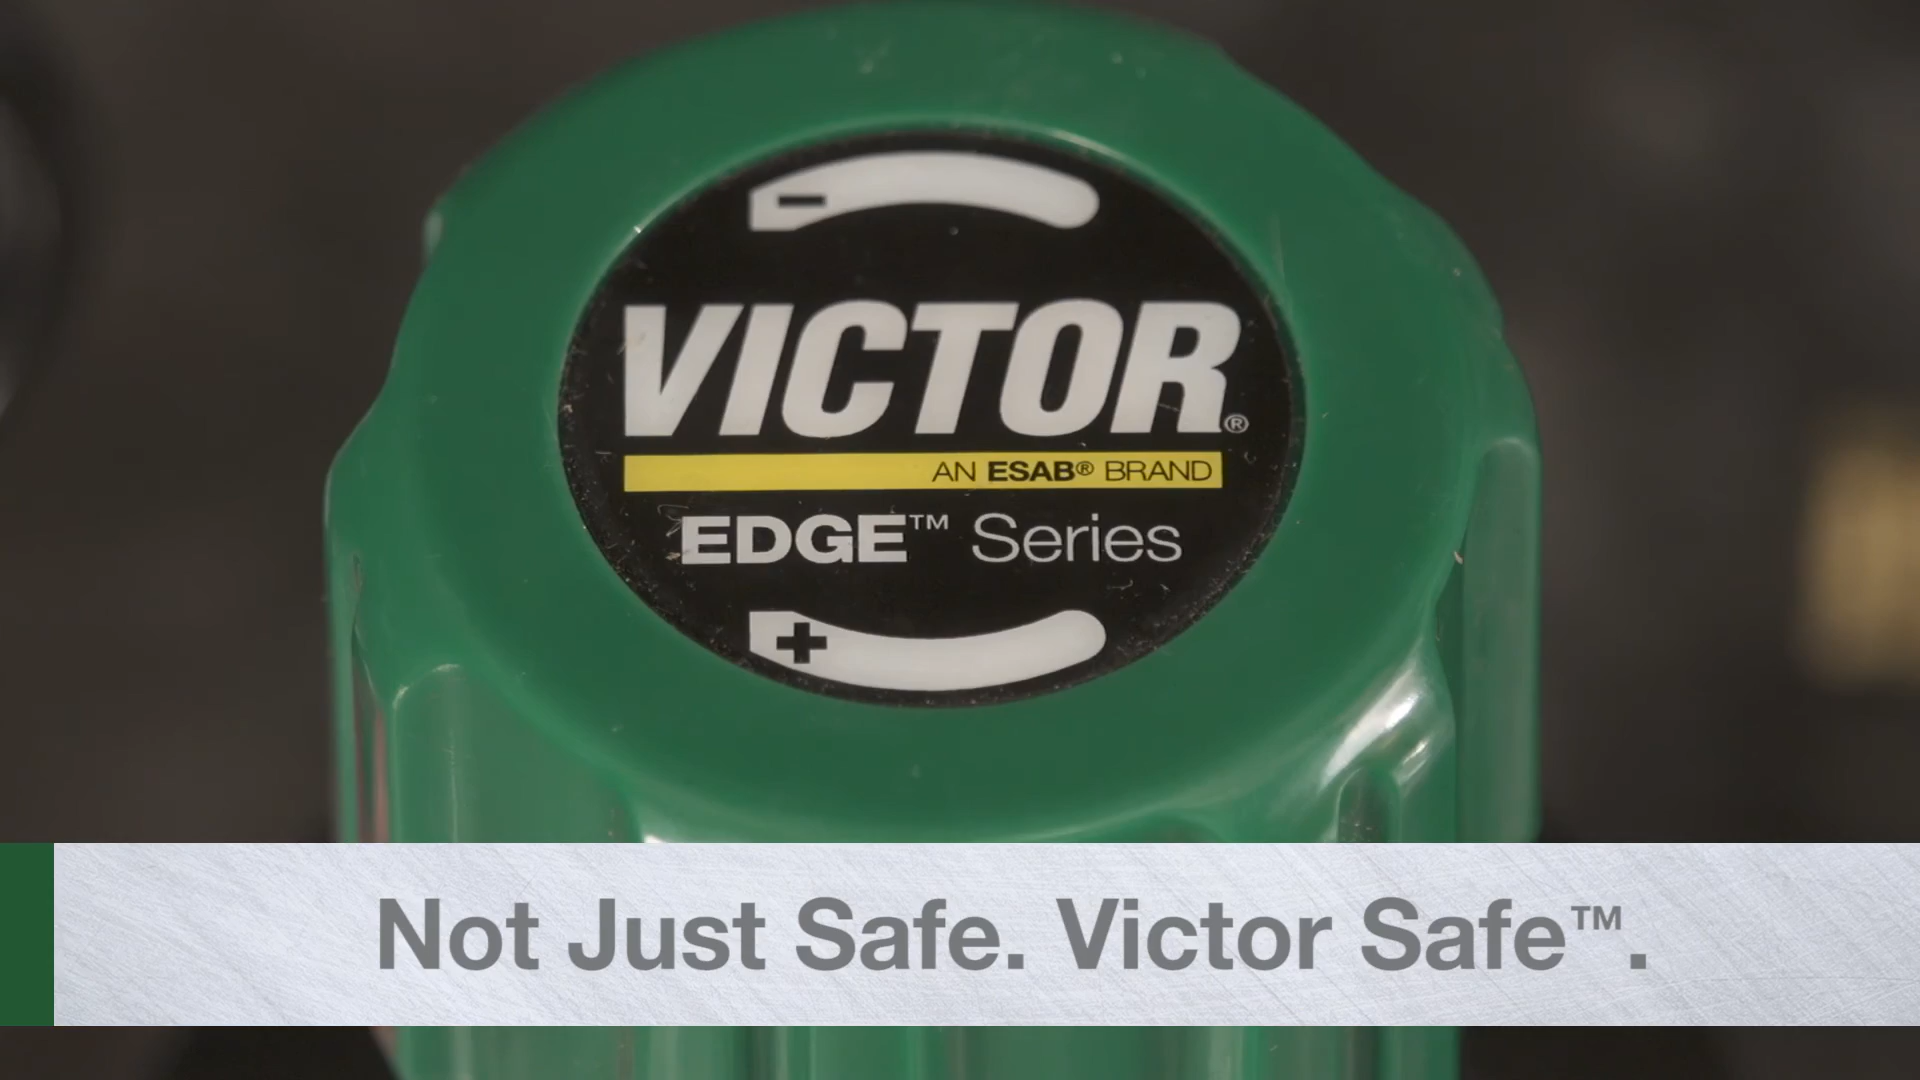 -
VICTOR®
AN ESAB® BRAND
EDGE™ Series
+
Not Just Safe. Victor Safe™.